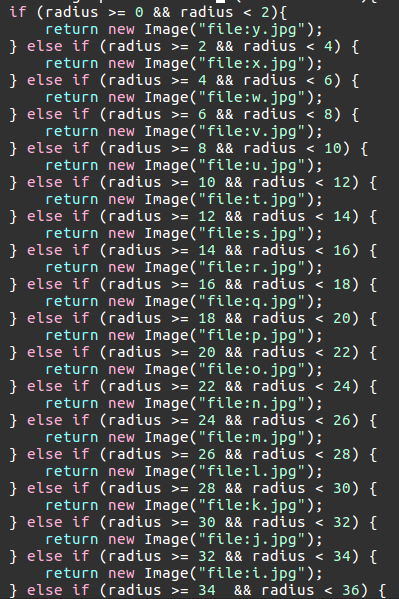 if (radius >= 0 && radius < 2){
    return new Image("file:y.jpg");
} else if (radius >= 2 && radius < 4) {
    return new Image("file:x.jpg");
} else if (radius >= 4 && radius < 6) {
    return new Image("file:w.jpg");
} else if (radius >= 6 && radius < 8) {
    return new Image("file:v.jpg");
} else if (radius >= 8 && radius < 10) {
    return new Image("file:u.jpg");
} else if (radius >= 10 && radius < 12) {
    return new Image("file:t.jpg");
} else if (radius >= 12 && radius < 14) {
    return new Image("file:s.jpg");
} else if (radius >= 14 && radius < 16) {
    return new Image("file:r.jpg");
} else if (radius >= 16 && radius < 18) {
    return new Image("file:q.jpg");
} else if (radius >= 18 && radius < 20) {
    return new Image("file:p.jpg");
} else if (radius >= 20 && radius < 22) {
    return new Image("file:o.jpg");
} else if (radius >= 22 && radius < 24) {
    return new Image("file:n.jpg");
} else if (radius >= 24 && radius < 26) {
    return new Image("file:m.jpg");
} else if (radius >= 26 && radius < 28) {
    return new Image("file:l.jpg");
} else if (radius >= 28 && radius < 30) {
    return new Image("file:k.jpg");
} else if (radius >= 30 && radius < 32) {
    return new Image("file:j.jpg");
} else if (radius >= 32 && radius < 34) {
    return new Image("file:i.jpg");
} else if (radius >= 34  && radius < 36) {